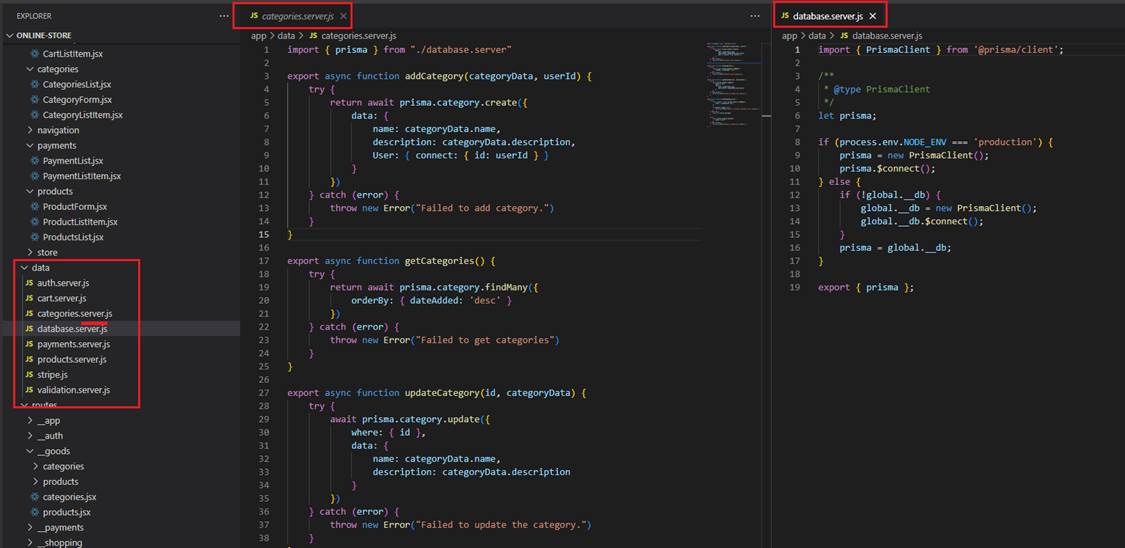 EXPLORER
ONLINE-STORE
CartListItem.jsx
categories
CategoriesList.jsx
CategoryForm.jsx
CategoryListItem.jsx
navigation
payments
PaymentList.jsx
PaymentListItem.jsx
products
ProductForm.jsx
ProductListItem.jsx
ProductsList.jsx
store
data
JS auth.server.js
JS cart.server.js
JS categories.server.js
JS database.server.js
JS payments.server.js
JS products.server.js
JS stripe.js
JS validation.server.js
routes
__app
__auth
__goods
categories
products
categories.jsx
products.jsx
__payments
__shopping
JS categories.server.js
app > data > JS categories.server.js
1 import { prisma } from "./database.server"
2
3 export async function addCategory(categoryData, userId) {
4 try {
5 return await prisma.category.create({
6 data: {
7 name: categoryData.name,
8 description: categoryData.description,
9 User: { connect: { id: userId } }
10 }
11 })
12 } catch (error) {
13 throw new Error("Failed to add category.")
14 }
15 }
16
17 export async function getCategories() {
18 try {
19 return await prisma.category.findMany({
20 orderBy: { dateAdded: 'desc' }
21 })
22 } catch (error) {
23 throw new Error("Failed to get categories")
24 }
25 }
26
27 export async function updateCategory(id, categoryData) {
28 try {
29 await prisma.category.update({
30 where: { id },
31 data: {
32 name: categoryData.name,
33 description: categoryData.description
34 }
35 })
36 } catch (error) {
37 throw new Error("Failed to update the category.")
38 }
JS database.server.js
app > data > JS database.server.js
1 import { PrismaClient } from '@prisma/client';
2
3 /**
4 * @type PrismaClient
5 */
6 let prisma;
7
8 if (process.env.NODE_ENV === 'production') {
9 prisma = new PrismaClient();
10 prisma.$connect();
11 } else {
12 if (!global.__db) {
13 global.__db = new PrismaClient();
14 global.__db.$connect();
15 }
16 prisma = global.__db;
17 }
18
19 export { prisma };